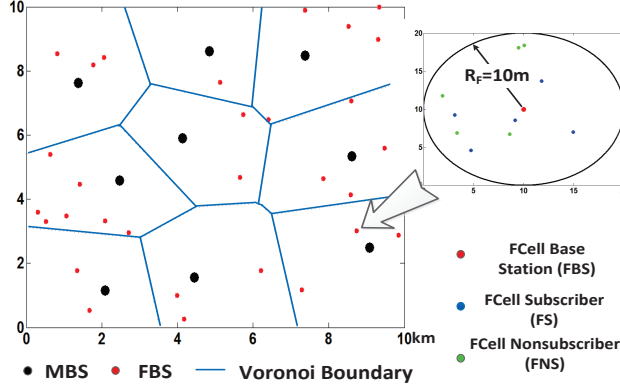 10
8
6
4
2
0
0
2
4
6
8
10km
MBS
FBS
Voronoi Boundary
20
15
10
5
0
5
10
15
R_F=10m
FCell Base
Station (FBS)
FCell Subscriber
(FS)
FCell Nonsubscriber
(FNS)